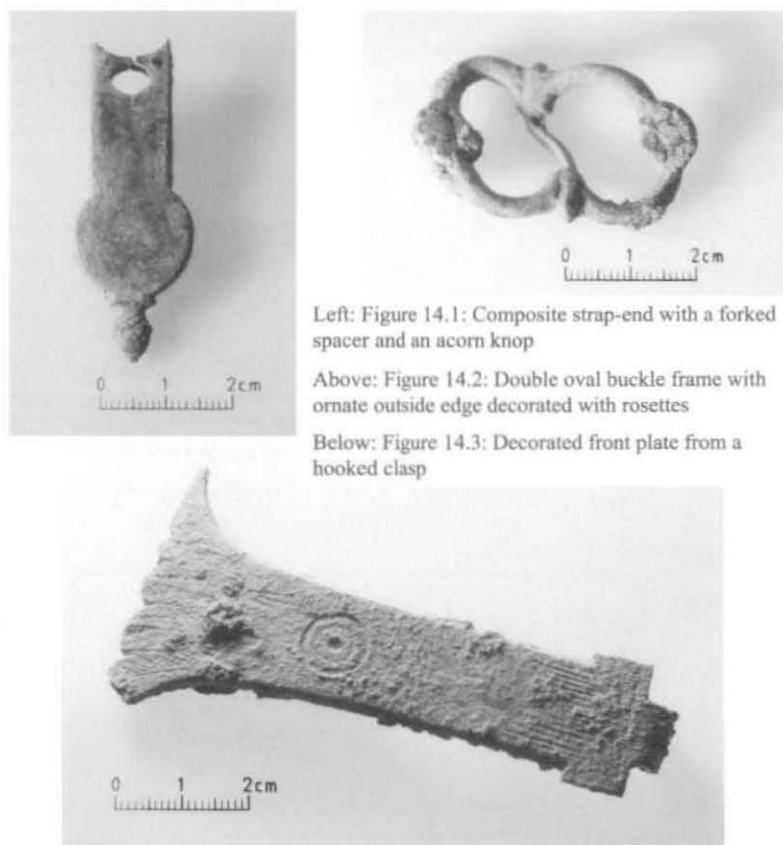 0 1 2cm
0 1 2cm
Left: Figure 14.1: Composite strap-end with a forked
spacer and an acorn knop
Above: Figure 14.2: Double oval buckle frame with
ornate outside edge decorated with rosettes
Below: Figure 14.3: Decorated front plate from a
hooked clasp
0 1 2cm